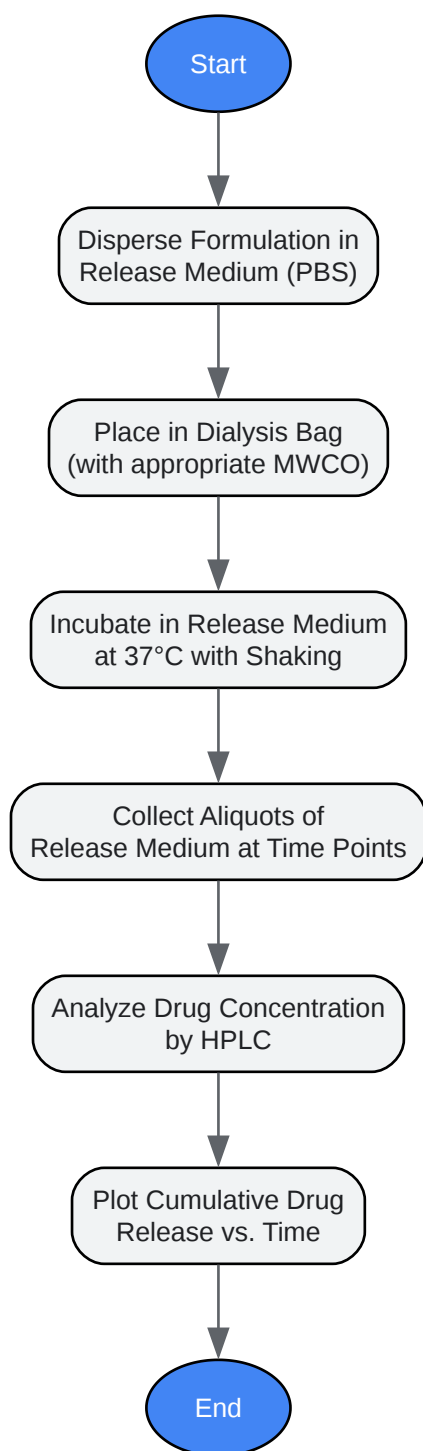 Start
Disperse Formulation in
Release Medium (PBS)
Place in Dialysis Bag
(with appropriate MWCO)
Incubate in Release Medium
at 37°C with Shaking
Collect Aliquots of
Release Medium at Time Points
Analyze Drug Concentration
by HPLC
Plot Cumulative Drug
Release vs. Time
End